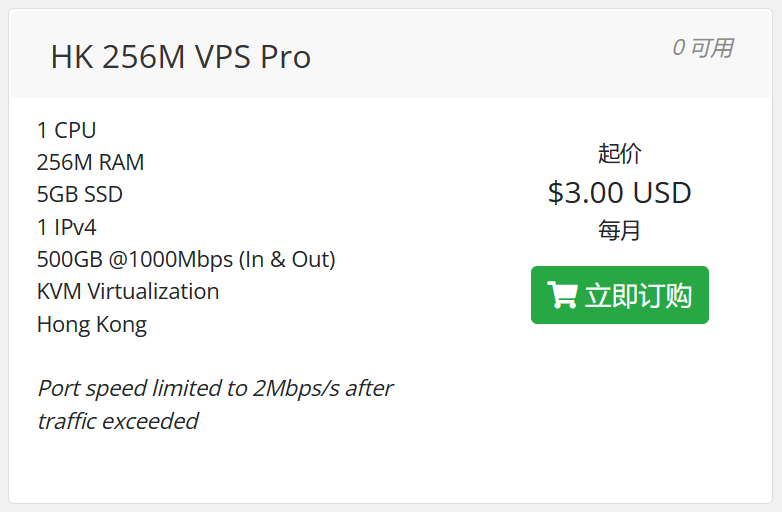 HK 256M VPS Pro
0 可用
1 CPU
256M RAM
5GB SSD
1 IPv4
500GB @1000Mbps (In & Out)
KVM Virtualization
Hong Kong
Port speed limited to 2Mbps/s after
traffic exceeded
起价
$3.00 USD
每月
立即订购